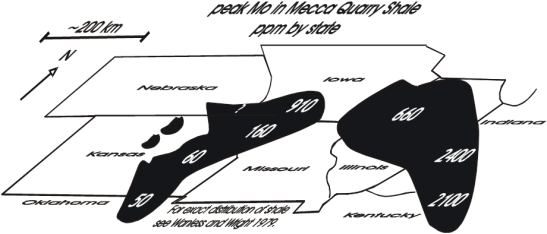 peak Mo in Mecca Quarry Shale
ppm by state
~200 km
N
Nebraska
Iowa
Indiana
?
910
160
660
Kansas
60
Missouri
Illinois
2400
50
2100
Oklahoma
Kentucky
For exact distribution of shale
see Wanless and Wright 1979.